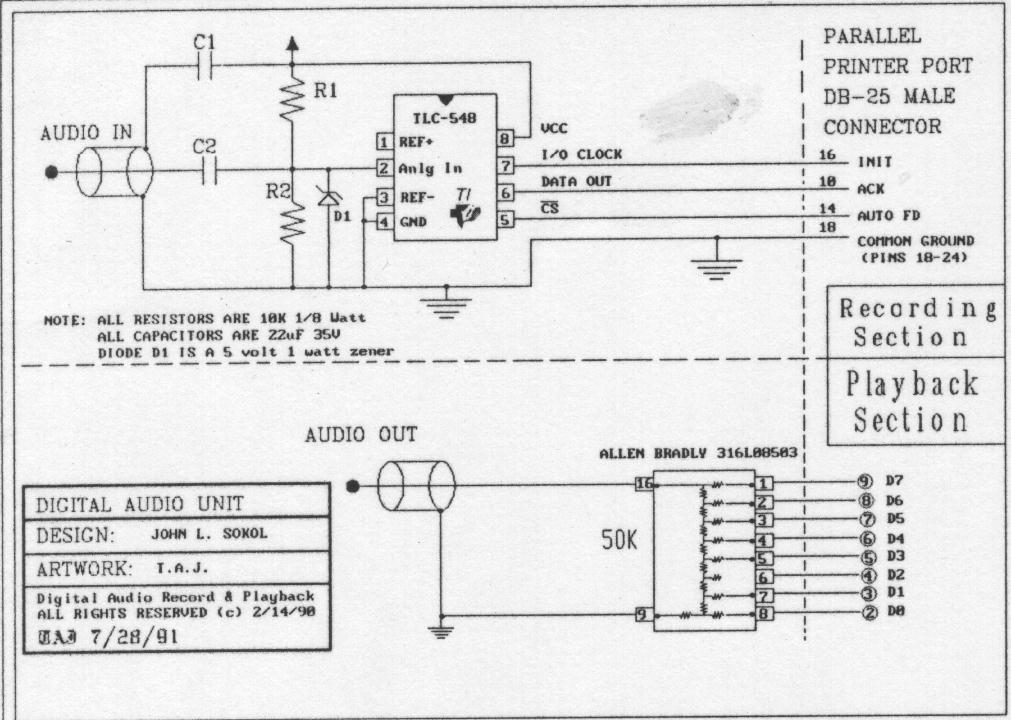 C1
R1
AUDIO IN
C2
R2
D1
TLC-548
1 REF+
2 Anlg In
3 REF-
4 GND
TI
8 VCC
7 I/O CLOCK
6 DATA OUT
5 CS
PARALLEL
PRINTER PORT
DB-25 MALE
CONNECTOR
16 INIT
10 ACK
14 AUTO FD
18 COMMON GROUND
(PINS 18-24)
NOTE: ALL RESISTORS ARE 10K 1/8 Watt
ALL CAPACITORS ARE 22uF 35V
DIODE D1 IS A 5 volt 1 watt zener
Recording
Section
Playback
Section
AUDIO OUT
ALLEN BRADLY 316L08503
50K
16
9
1 9 D7
2 8 D6
3 7 D5
4 6 D4
5 5 D3
6 4 D2
7 3 D1
8 2 D0
DIGITAL AUDIO UNIT
DESIGN: JOHN L. SOKOL
ARTWORK: T.A.J.
Digital Audio Record & Playback
ALL RIGHTS RESERVED (c) 2/14/90
TAJ 7/28/91